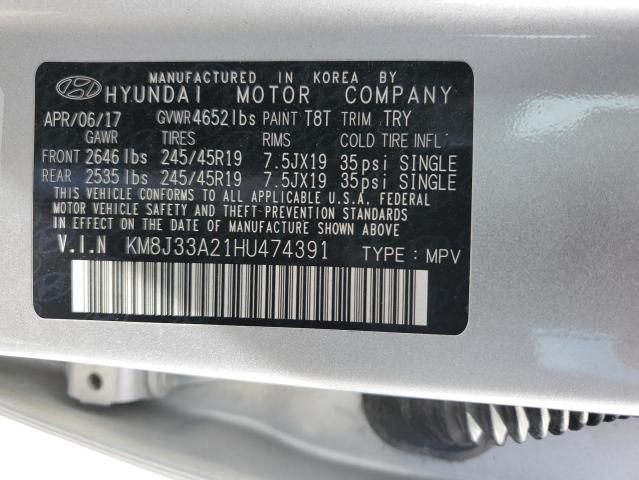 MANUFACTURED IN KOREA BY
HYUNDAI MOTOR COMPANY
APR/06/17 GVWR 4652lbs PAINT T8T TRIM TRY
GAWR TIRES RIMS COLD TIRE INFL'
FRONT 2646lbs 245/45R19 7.5JX19 35psi SINGLE
REAR 2535lbs 245/45R19 7.5JX19 35psi SINGLE
THIS VEHICLE CONFORMS TO ALL APPLICABLE U.S.A. FEDERAL
MOTOR VEHICLE SAFETY AND THEFT PREVENTION STANDARDS
IN EFFECT ON THE DATE OF MANUFACTURE SHOWN ABOVE.
V.I.N KM8J33A21HU474391 TYPE : MPV